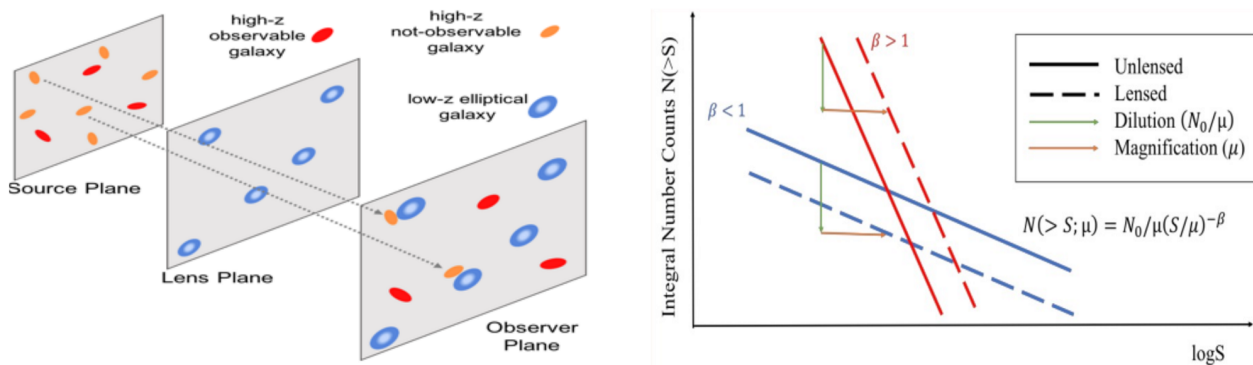 high-z
observable
galaxy
high-z
not-observable
galaxy
low-z elliptical
galaxy
Source Plane
Lens Plane
Observer
Plane
Integral Number Counts N(>S)
β > 1
β < 1
Unlensed
Lensed
Dilution (N₀/μ)
Magnification (μ)
N(> S; μ) = N₀/μ(S/μ)⁻ᵝ
logS